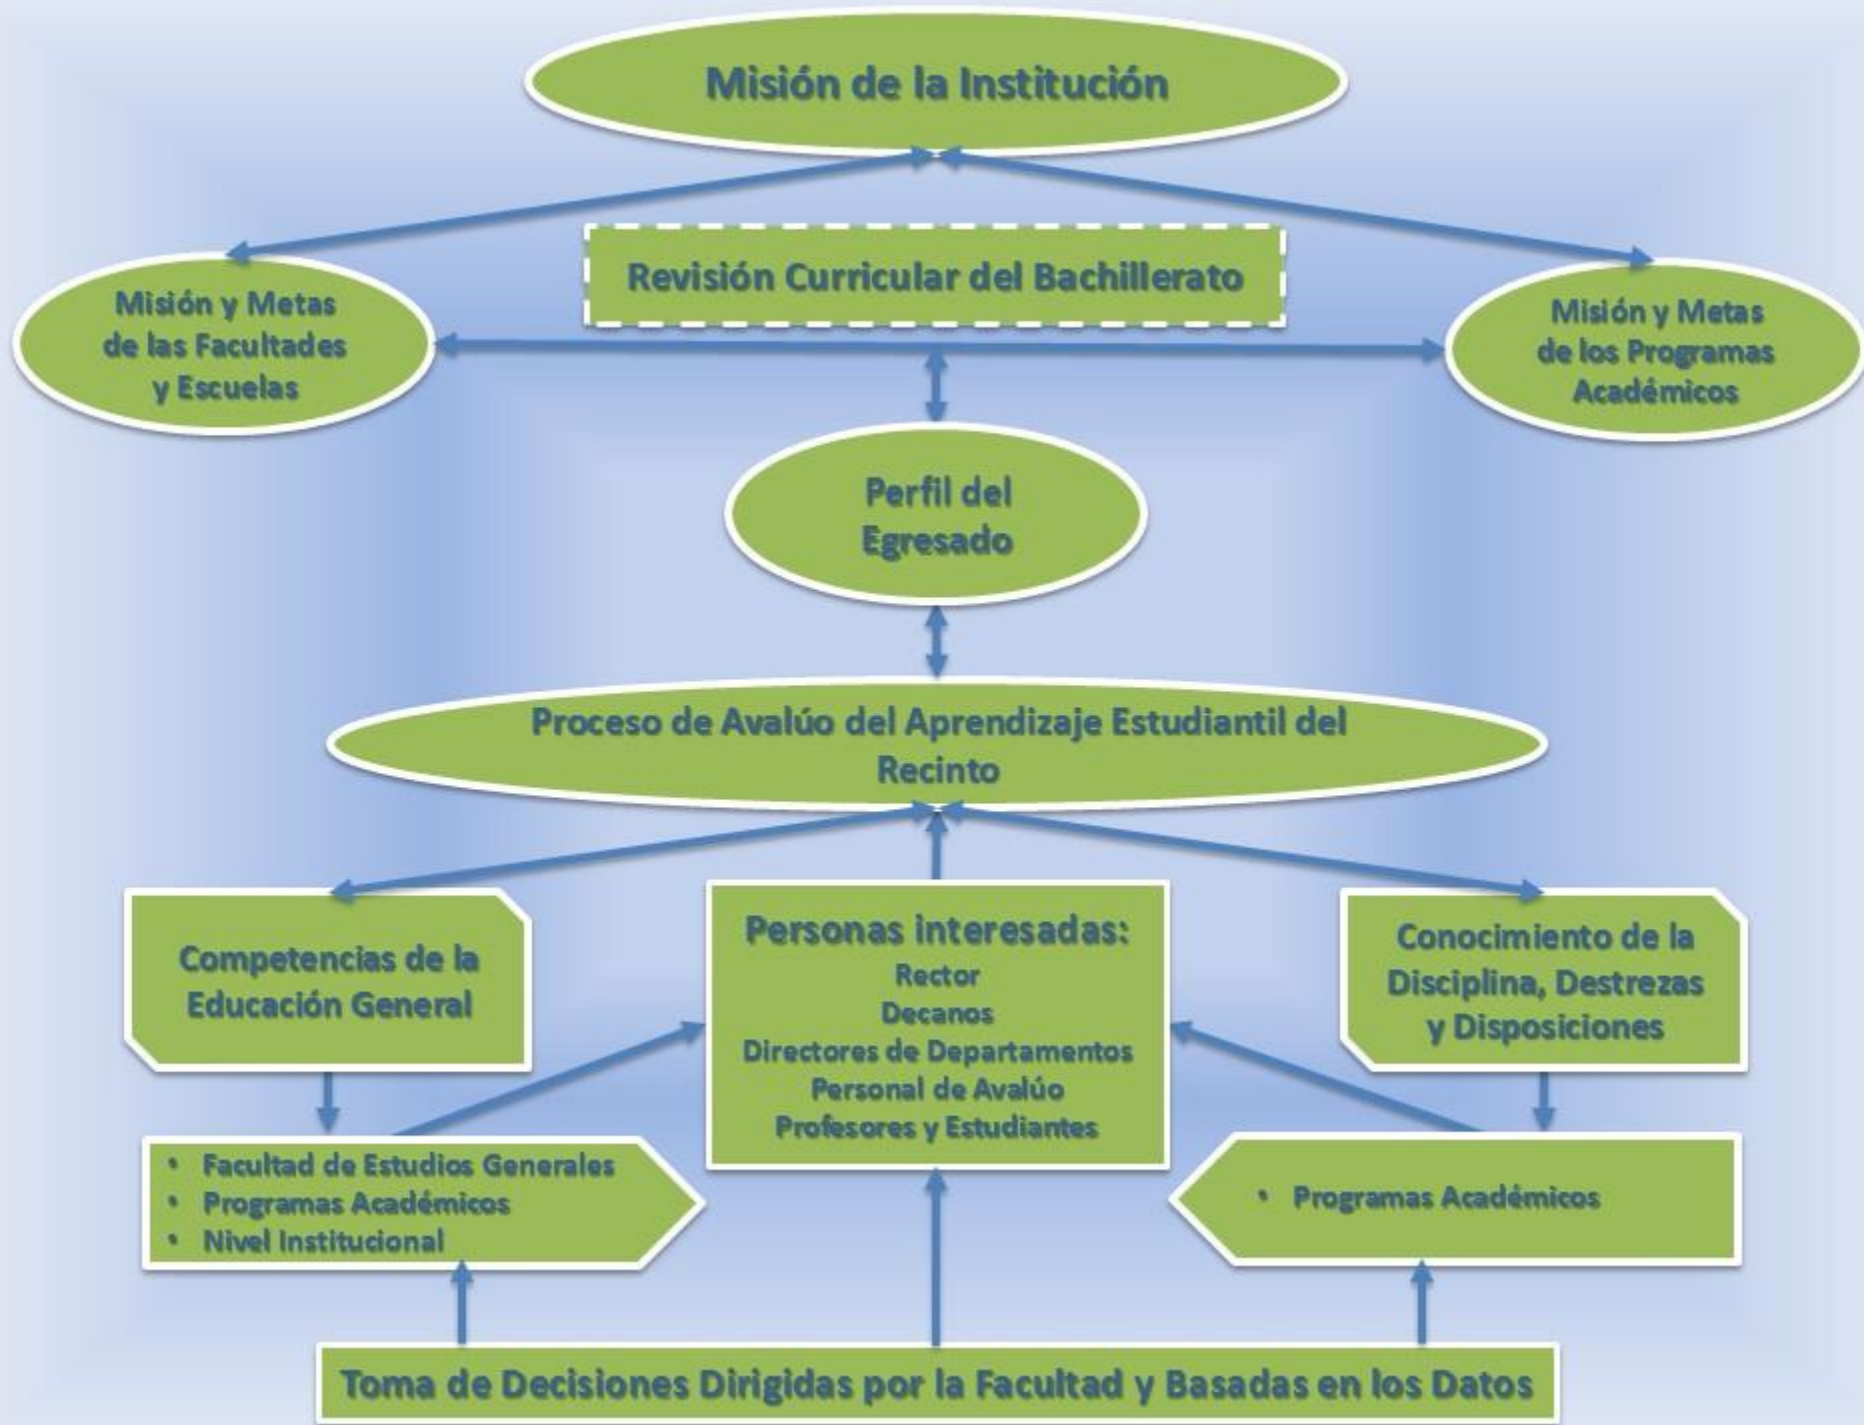 Misión de la Institución
Revisión Curricular del Bachillerato
Misión y Metas
de las Facultades
y Escuelas
Misión y Metas
de los Programas
Académicos
Perfil del
Egresado
Proceso de Avalúo del Aprendizaje Estudiantil del
Recinto
Competencias de la
Educación General
Personas interesadas:
Rector
Decanos
Directores de Departamentos
Personal de Avalúo
Profesores y Estudiantes
Conocimiento de la
Disciplina, Destrezas
y Disposiciones
• Facultad de Estudios Generales
• Programas Académicos
• Nivel Institucional
• Programas Académicos
Toma de Decisiones Dirigidas por la Facultad y Basadas en los Datos